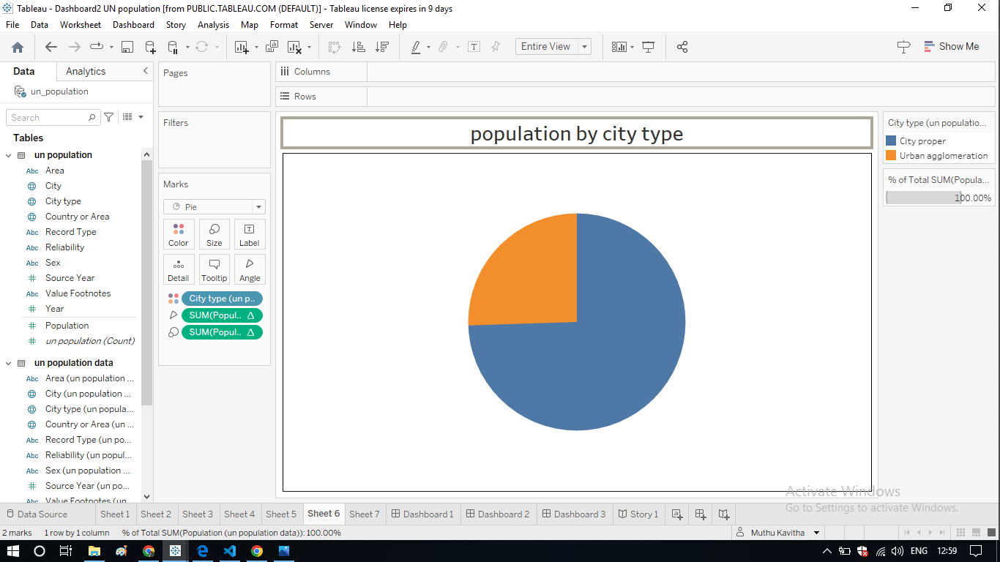 Tableau - Dashboard2 UN population [from PUBLIC.TABLEAU.COM (DEFAULT)] - Tableau license expires in 9 days
File Data Worksheet Dashboard Story Analysis Map Format Server Window Help
Entire View
Show Me
Data Analytics
un_population
Search
Tables
un population
Abc Area
City
City type
Country or Area
Abc Record Type
Abc Reliability
Abc Sex
Source Year
Abc Value Footnotes
Year
Population
un population (Count)
un population data
Abc Area (un population ...
City (un population ...
City type (un popula...
Country or Area (un ...
Abc Record Type (un po...
Abc Reliability (un popul...
Abc Sex (un population ...
Source Year (un po...
Abc Value Footnotes (un
Pages
Filters
Marks
Pie
Color Size Label
Detail Tooltip Angle
City type (un p..
SUM(Popul.. Δ
SUM(Popul.. Δ
Columns
Rows
population by city type
City type (un populatio...
City proper
Urban agglomeration
% of Total SUM(Popula...
100.00%
Activate Windows
Go to Settings to activate Windows.
Data Source Sheet 1 Sheet 2 Sheet 3 Sheet 4 Sheet 5 Sheet 6 Sheet 7 Dashboard 1 Dashboard 2 Dashboard 3 Story 1
2 marks 1 row by 1 column % of Total SUM(Population (un population data)): 100.00% Muthu Kavitha
ENG 12:59